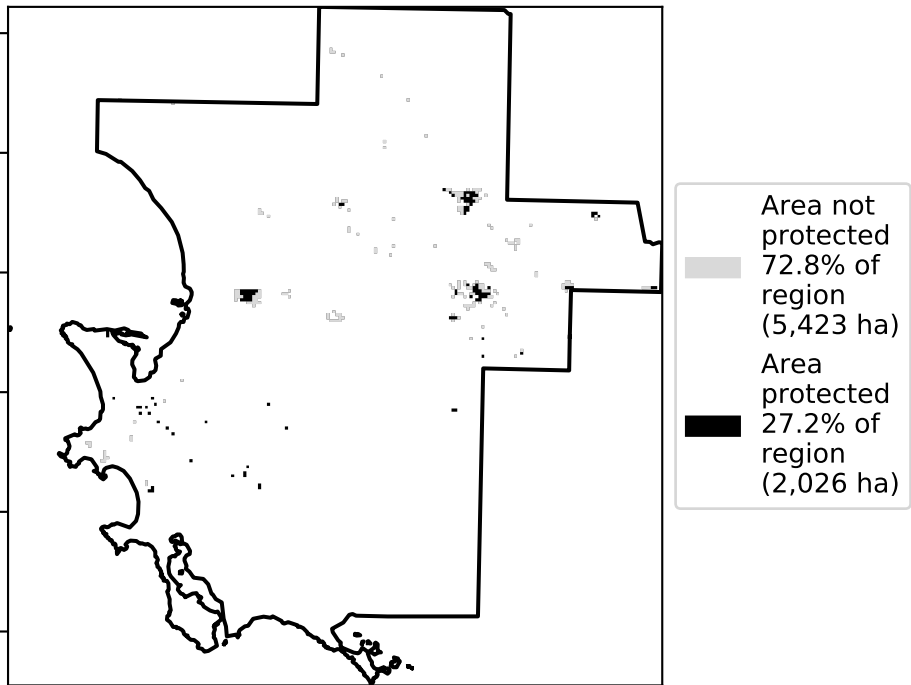 Area not
protected
72.8% of
region
(5,423 ha)
Area
protected
27.2% of
region
(2,026 ha)